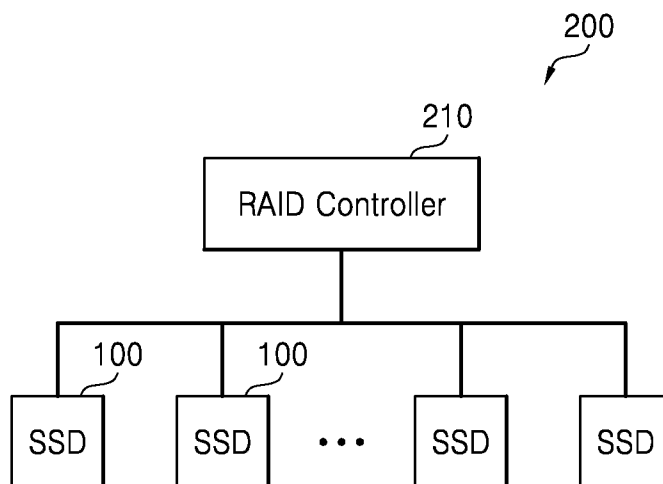 200
210
RAID Controller
100 100
SSD SSD ••• SSD SSD